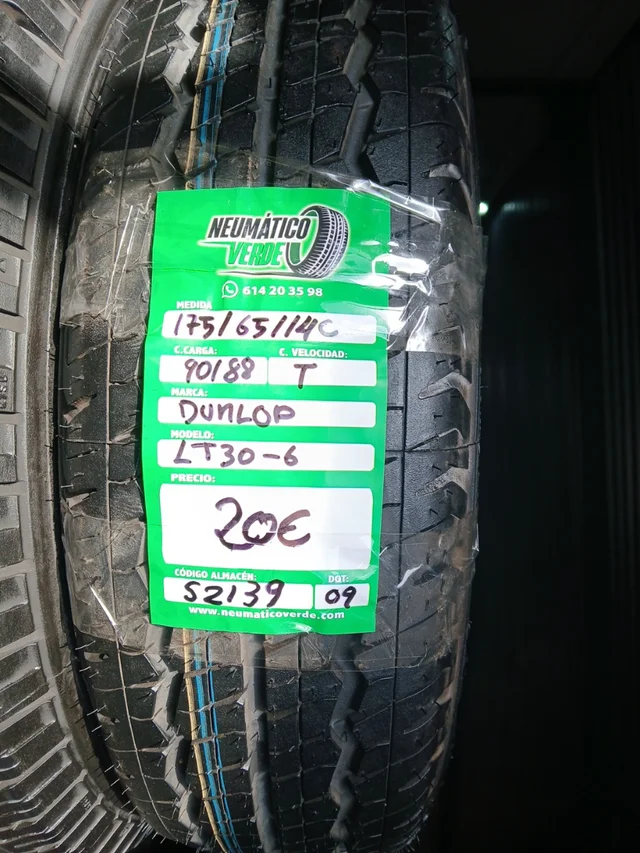 NEUMÁTICO
VERDE
614 20 35 98
MEDIDA
175/65/14C
C.CARGA: C. VELOCIDAD:
90/88 T
MARCA:
DUNLOP
MODELO:
LT30-6
PRECIO:
20€
CÓDIGO ALMACÉN: DOT:
S2139 09
www.neumaticoverde.com